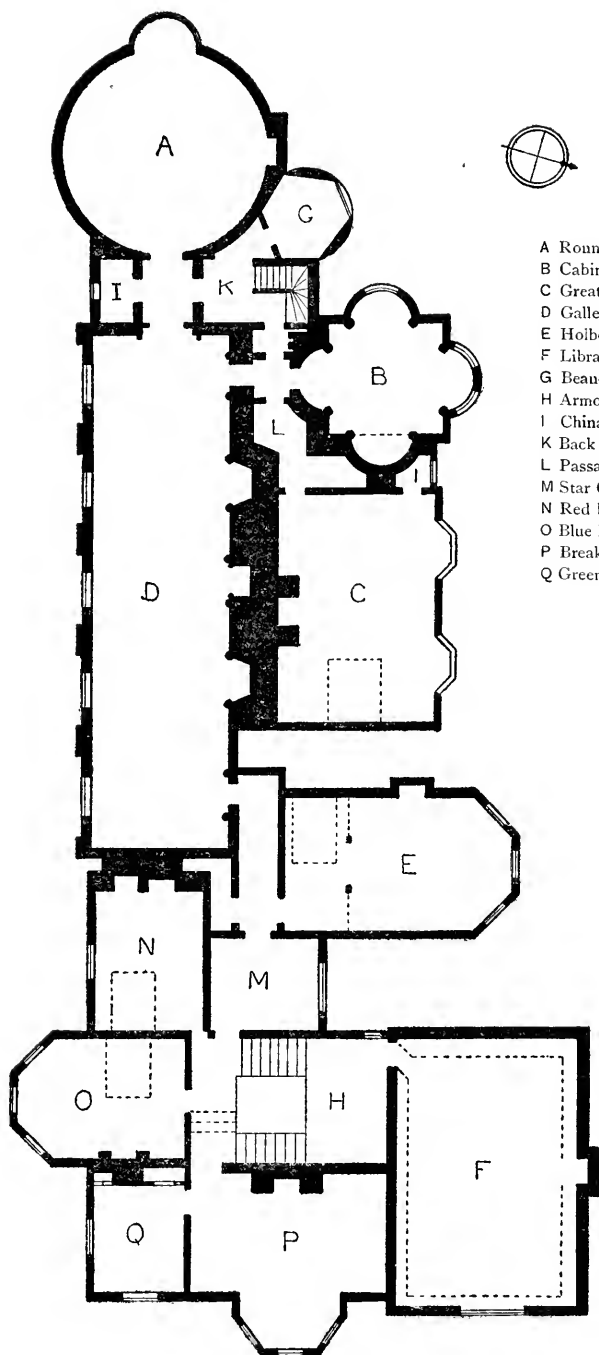 A
G
I
K
B
L
I
D
C
E
N
M
O
H
F
Q
P
A Roun
B Cabin
C Great
D Galle
E Holbe
F Libra
G Beau
H Armo
I China
K Back
L Passa
M Star
N Red
O Blue
P Break
Q Green